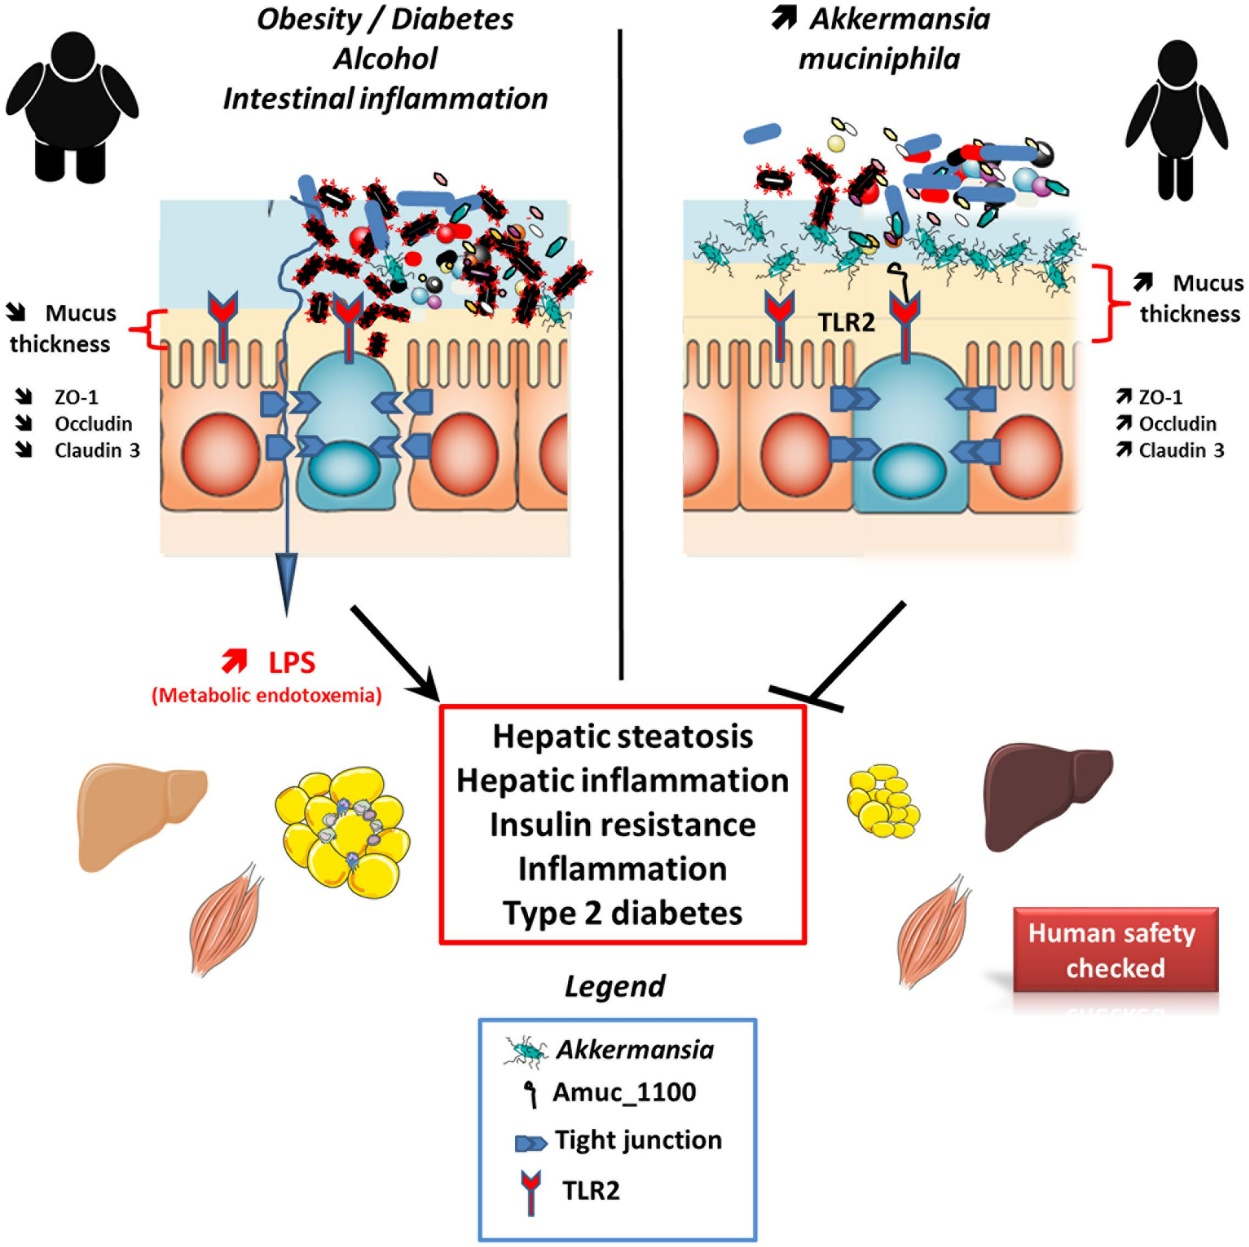 Obesity / Diabetes
Alcohol
Intestinal inflammation
Akkermansia
muciniphila
Mucus
thickness
ZO-1
Occludin
Claudin 3
TLR2
Mucus
thickness
ZO-1
Occludin
Claudin 3
LPS
(Metabolic endotoxemia)
Hepatic steatosis
Hepatic inflammation
Insulin resistance
Inflammation
Type 2 diabetes
Human safety
checked
Legend
Akkermansia
Amuc_1100
Tight junction
TLR2